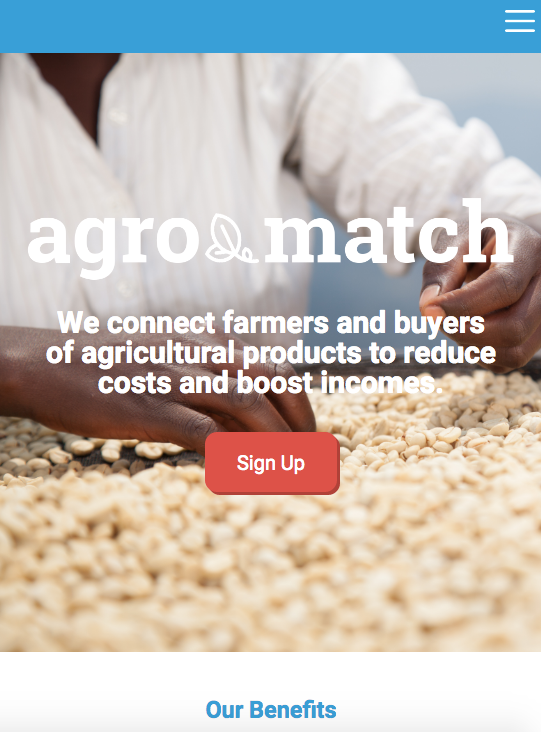 agro match
We connect farmers and buyers
of agricultural products to reduce
costs and boost incomes.
Sign Up
Our Benefits